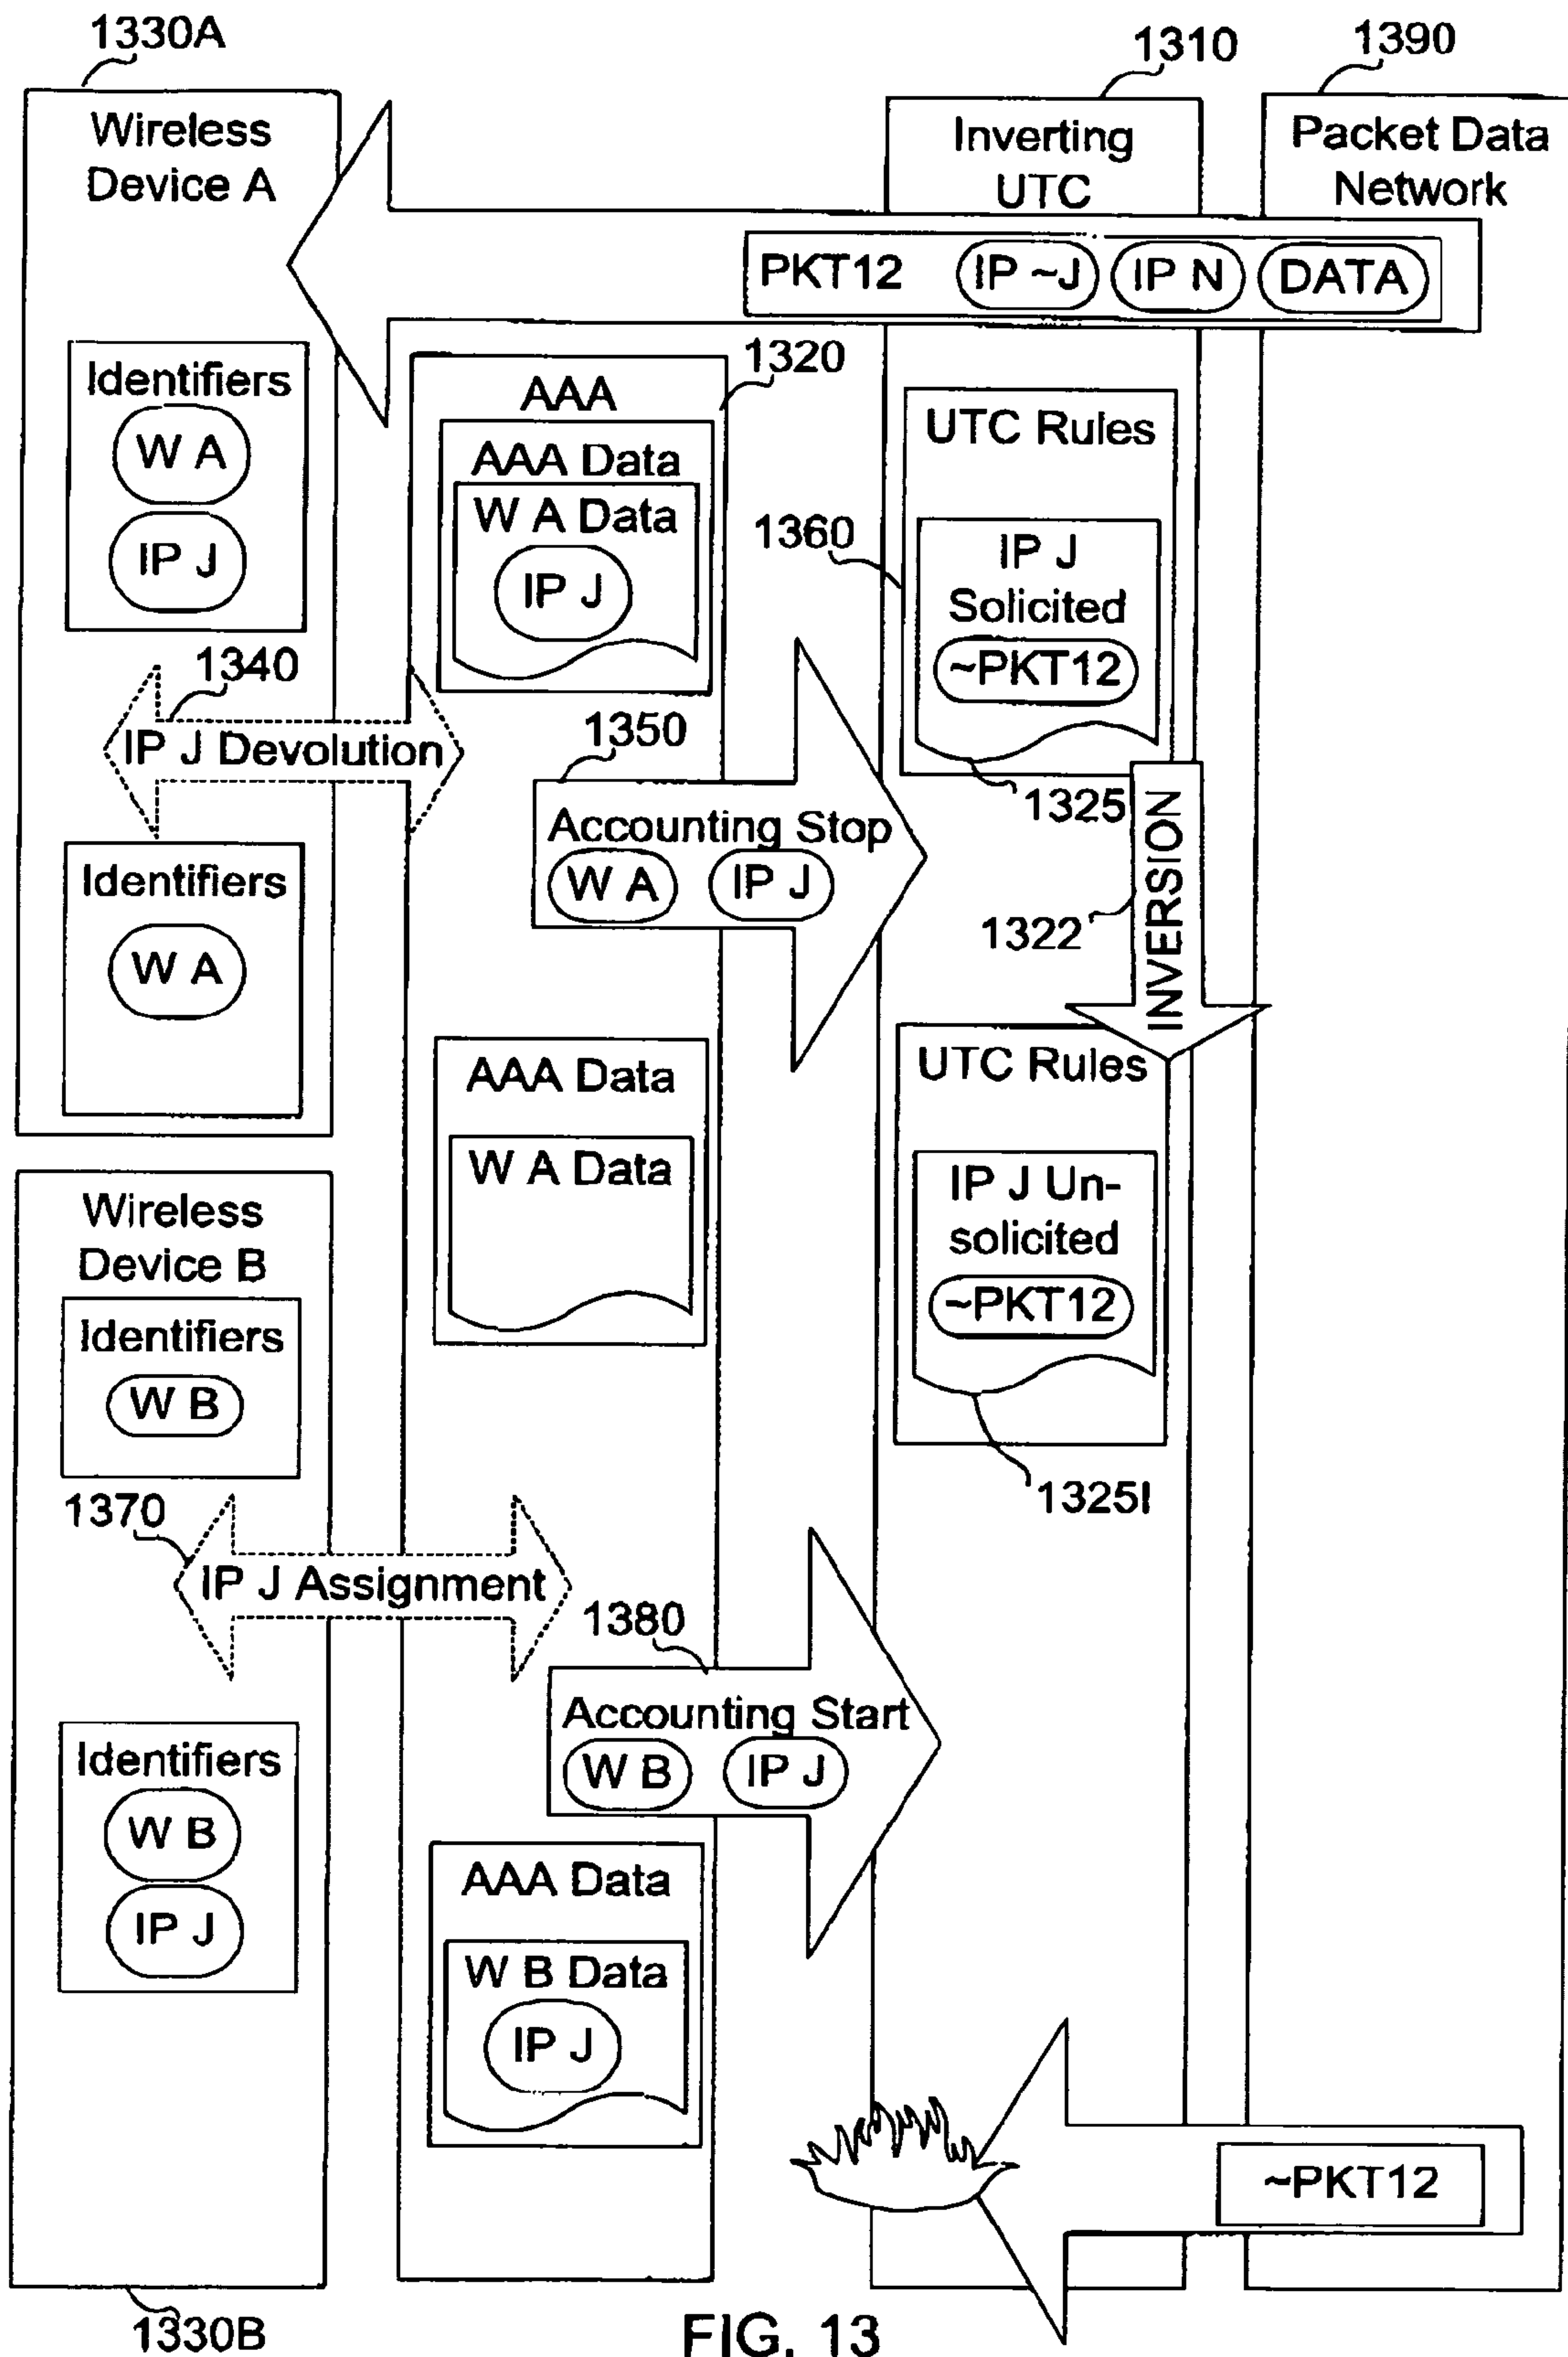 1330A
1310
1390
Wireless
Device A
Inverting
UTC
Packet Data
Network
PKT12
IP ~J
IP N
DATA
1320
Identifiers
W A
IP J
AAA
AAA Data
W A Data
IP J
1360
UTC Rules
IP J
Solicited
~PKT12
1325
1340
IP J Devolution
1350
Accounting Stop
W A
IP J
1322
INVERSION
Identifiers
W A
AAA Data
W A Data
UTC Rules
IP J Un-
solicited
~PKT12
1325I
Wireless
Device B
Identifiers
W B
1370
IP J Assignment
1380
Accounting Start
W B
IP J
Identifiers
W B
IP J
AAA Data
W B Data
IP J
~PKT12
1330B
FIG. 13